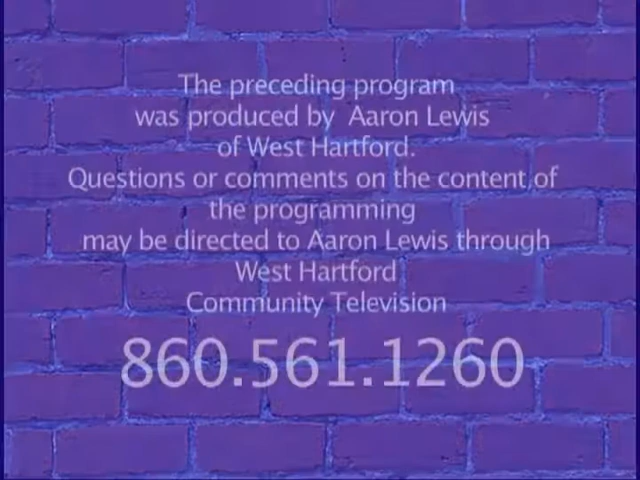 The preceding program
was produced by Aaron Lewis
of West Hartford.
Questions or comments on the content of
the programming
may be directed to Aaron Lewis through
West Hartford
Community Television
860.561.1260